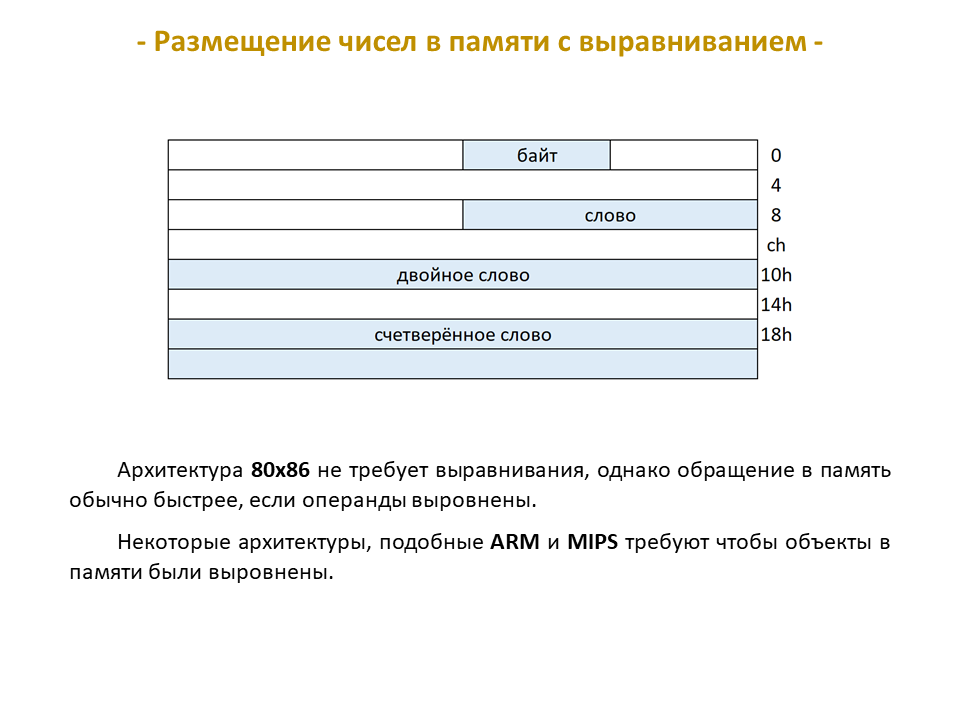 - Размещение чисел в памяти с выравниванием -
байт 0
4
слово 8
ch
двойное слово 10h
14h
счетверённое слово 18h
Архитектура 80x86 не требует выравнивания, однако обращение в память
обычно быстрее, если операнды выровнены.
Некоторые архитектуры, подобные ARM и MIPS требуют чтобы объекты в
памяти были выровнены.